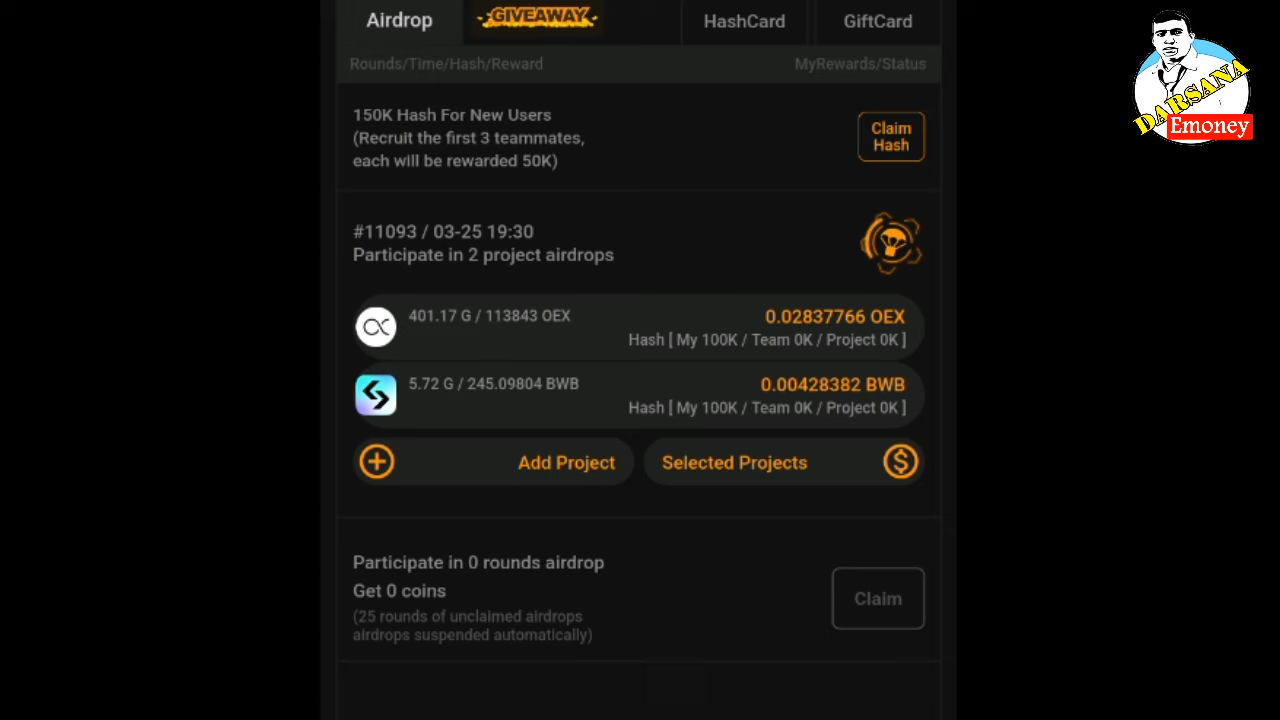 Airdrop
GIVEAWAY
HashCard
GiftCard
Rounds/Time/Hash/Reward
MyRewards/Status
150K Hash For New Users
(Recruit the first 3 teammates,
each will be rewarded 50K)
Claim
Hash
#11093 / 03-25 19:30
Participate in 2 project airdrops
401.17 G / 113843 OEX
0.02837766 OEX
Hash [ My 100K / Team 0K / Project 0K ]
5.72 G / 245.09804 BWB
0.00428382 BWB
Hash [ My 100K / Team 0K / Project 0K ]
Add Project
Selected Projects
Participate in 0 rounds airdrop
Get 0 coins
(25 rounds of unclaimed airdrops
airdrops suspended automatically)
Claim
DARSANA
Emoney